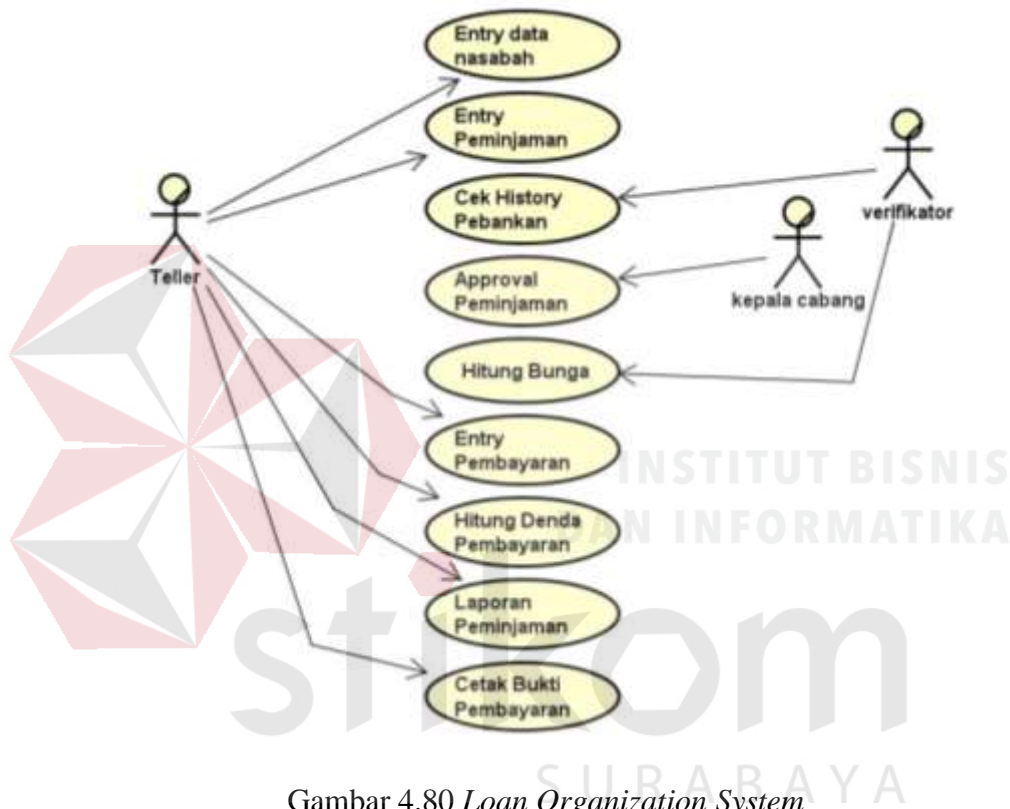 Entry data
nasabah
Entry
Peminjaman
Cek History
Pebankan
verifikator
Approval
Peminjaman
kepala cabang
Teller
Hitung Bunga
Entry
Pembayaran
Hitung Denda
Pembayaran
Laporan
Peminjaman
Cetak Bukti
Pembayaran
INSTITUT BISNIS
DAN INFORMATIKA
stikom
SURABAYA
Gambar 4.80 Loan Organization System